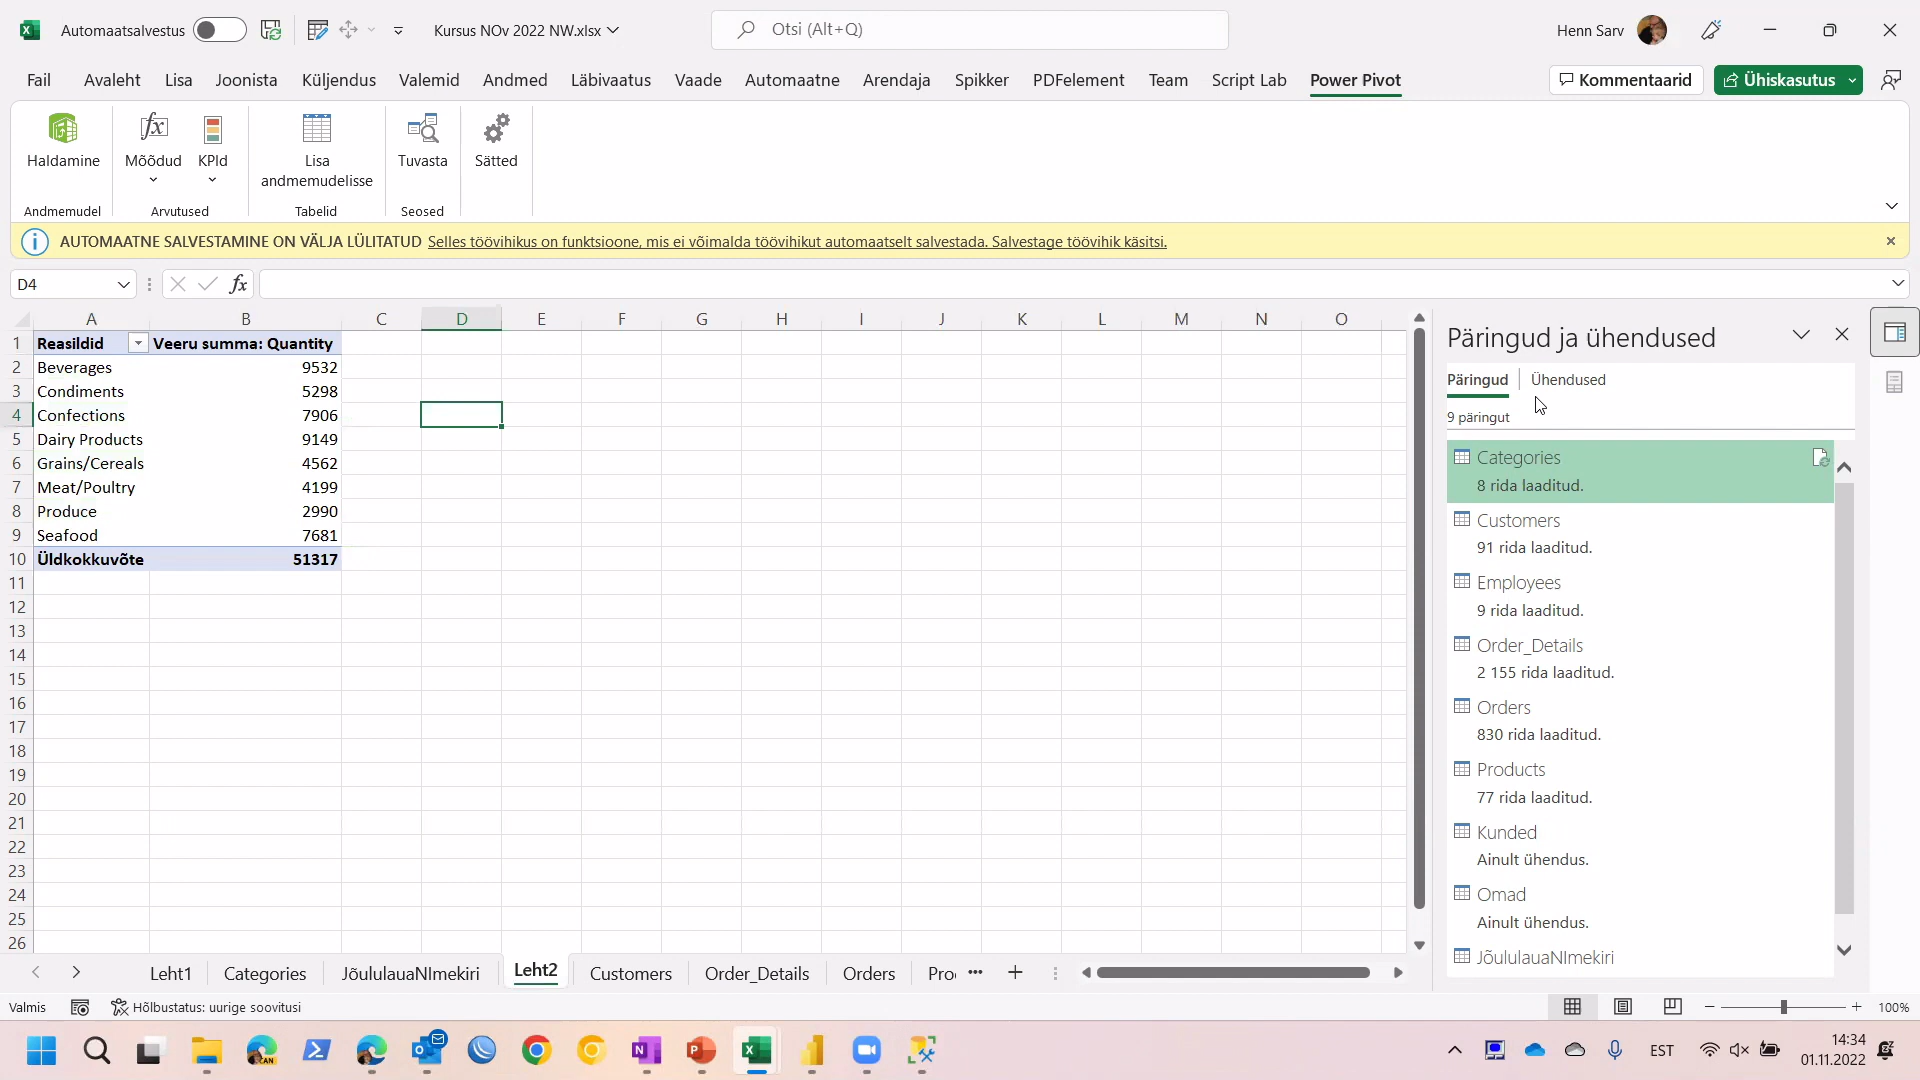 Automaatsalvestus
Kursus NOv 2022 NW.xlsx
Otsi (Alt+Q)
Henn Sarv
Fail Avaleht Lisa Joonista Küljendus Valemid Andmed Läbivaatus Vaade Automaatne Arendaja Spikker PDFelement Team Script Lab Power Pivot
Kommentaarid
Ühiskasutus
Haldamine
Mõõdud
KPId
Lisa
andmemudelisse
Tuvasta
Sätted
Andmemudel
Arvutused
Tabelid
Seosed
AUTOMAATNE SALVESTAMINE ON VÄLJA LÜLITATUD Selles töövihikus on funktsioone, mis ei võimalda töövihikut automaatselt salvestada. Salvestage töövihik käsitsi.
D4
fx
A B C D E F G H I J K L M N O
1 Reasildid Veeru summa: Quantity
2 Beverages 9532
3 Condiments 5298
4 Confections 7906
5 Dairy Products 9149
6 Grains/Cereals 4562
7 Meat/Poultry 4199
8 Produce 2990
9 Seafood 7681
10 Üldkokkuvõte 51317
11
12
13
14
15
16
17
18
19
20
21
22
23
24
25
26
Päringud ja ühendused
Päringud Ühendused
9 päringut
Categories
8 rida laaditud.
Customers
91 rida laaditud.
Employees
9 rida laaditud.
Order_Details
2 155 rida laaditud.
Orders
830 rida laaditud.
Products
77 rida laaditud.
Kunded
Ainult ühendus.
Omad
Ainult ühendus.
JõululauaNImekiri
Leht1 Categories JõululauaNImekiri Leht2 Customers Order_Details Orders Pro
Valmis
Hõlbustatus: uurige soovitusi
100%
CAN
EST
14:34
01.11.2022